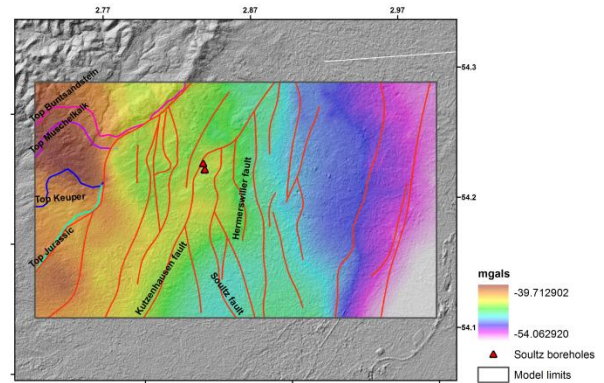 2.77
2.87
2.97
54.3
54.2
54.1
Top Buntsandstein
Top Muschelkalk
Top Keuper
Top Jurassic
Kutzenhausen fault
Soultz fault
Hermerswiller fault
mgals
-39.712902
-54.062920
Soultz boreholes
Model limits